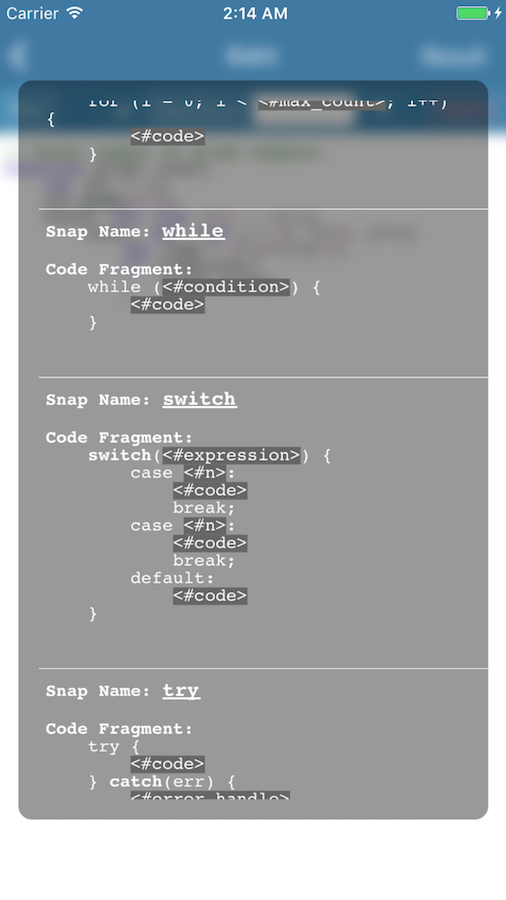 Carrier 2:14 AM
for (i = 0; i < <#max_count>; i++)
{
<#code>
}
Snap Name: while
Code Fragment:
while (<#condition>) {
<#code>
}
Snap Name: switch
Code Fragment:
switch(<#expression>) {
case <#n>:
<#code>
break;
case <#n>:
<#code>
break;
default:
<#code>
}
Snap Name: try
Code Fragment:
try {
<#code>
} catch(err) {
<#error_handle>